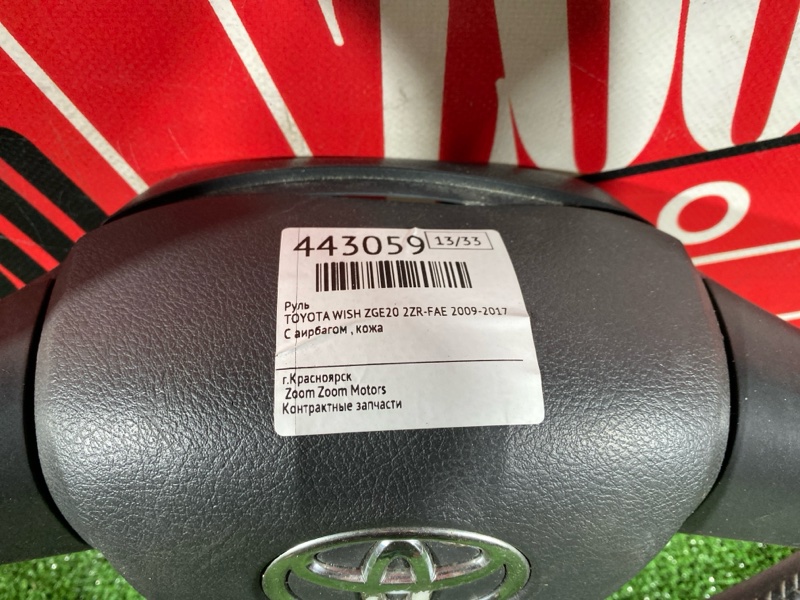 443059 13/33
Руль
TOYOTA WISH ZGE20 2ZR-FAE 2009-2017
С аирбагом , кожа
г.Красноярск
Zoom Zoom Motors
Контрактные запчасти